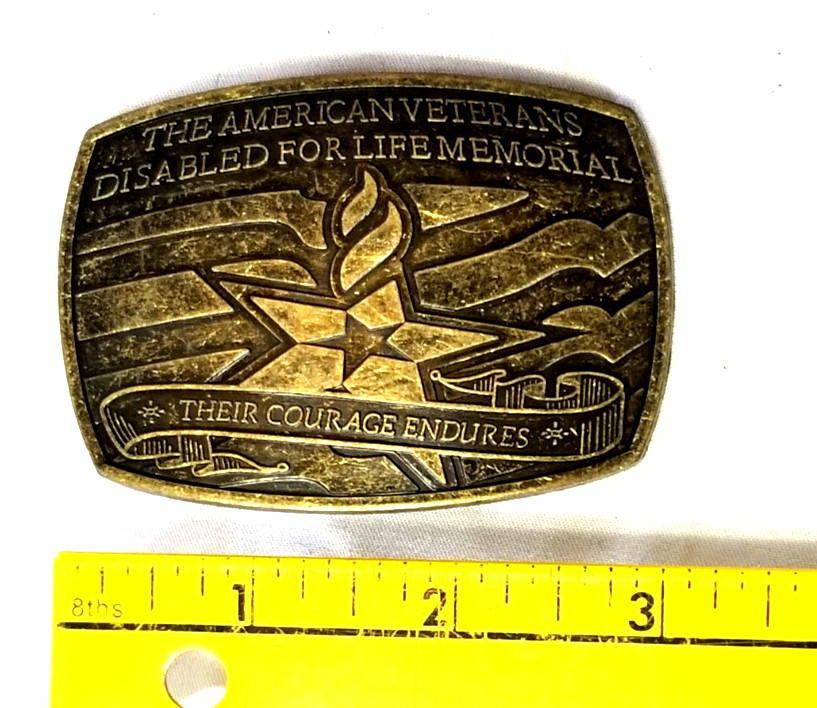 THE AMERICAN VETERANS
DISABLED FOR LIFE MEMORIAL
THEIR COURAGE ENDURES
8ths 1 2 3